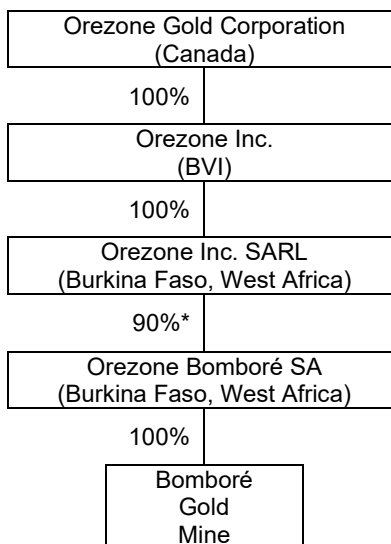 Orezone Gold Corporation
(Canada)
100%
Orezone Inc.
(BVI)
100%
Orezone Inc. SARL
(Burkina Faso, West Africa)
90%*
Orezone Bomboré SA
(Burkina Faso, West Africa)
100%
Bomboré
Gold
Mine